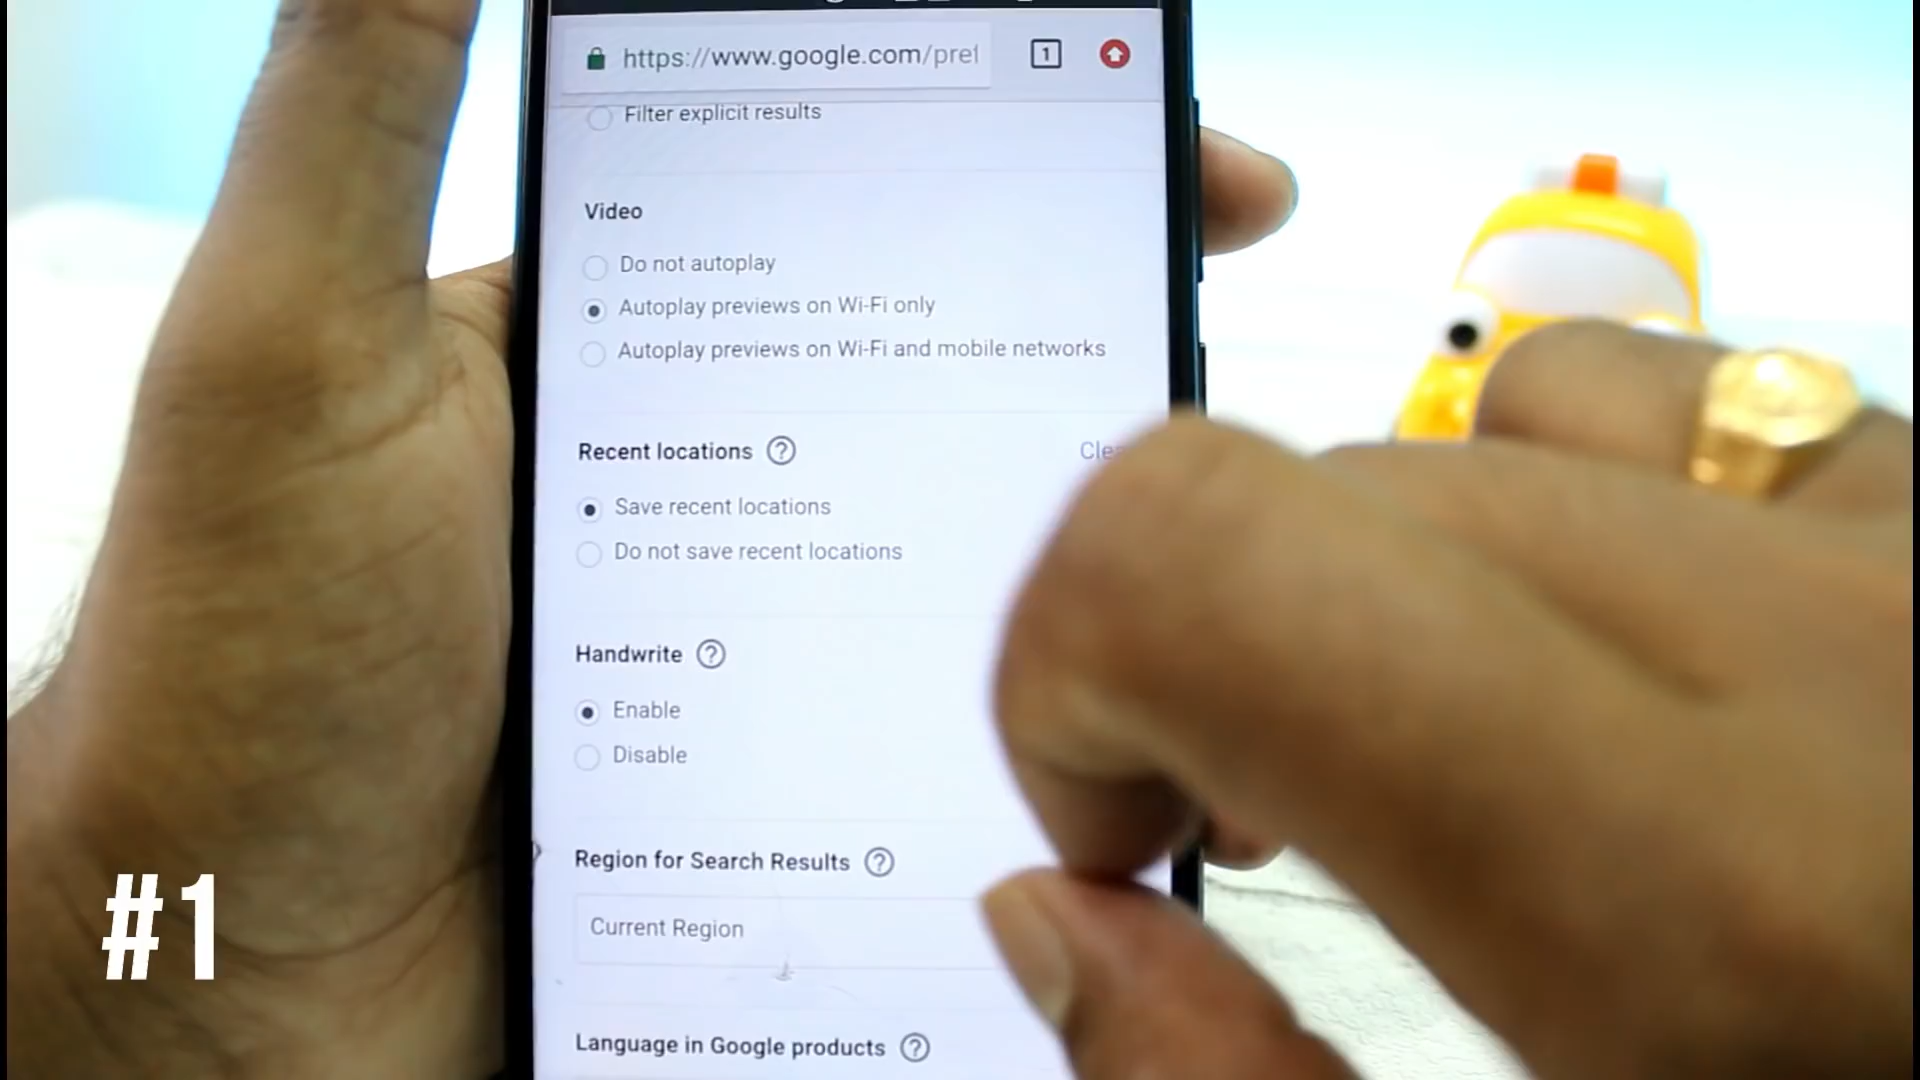 https://www.google.com/pref
1
Filter explicit results
Video
Do not autoplay
Autoplay previews on Wi-Fi only
Autoplay previews on Wi-Fi and mobile networks
Recent locations ?
Save recent locations
Do not save recent locations
Handwrite ?
Enable
Disable
Region for Search Results ?
Current Region
Language in Google products ?
#1